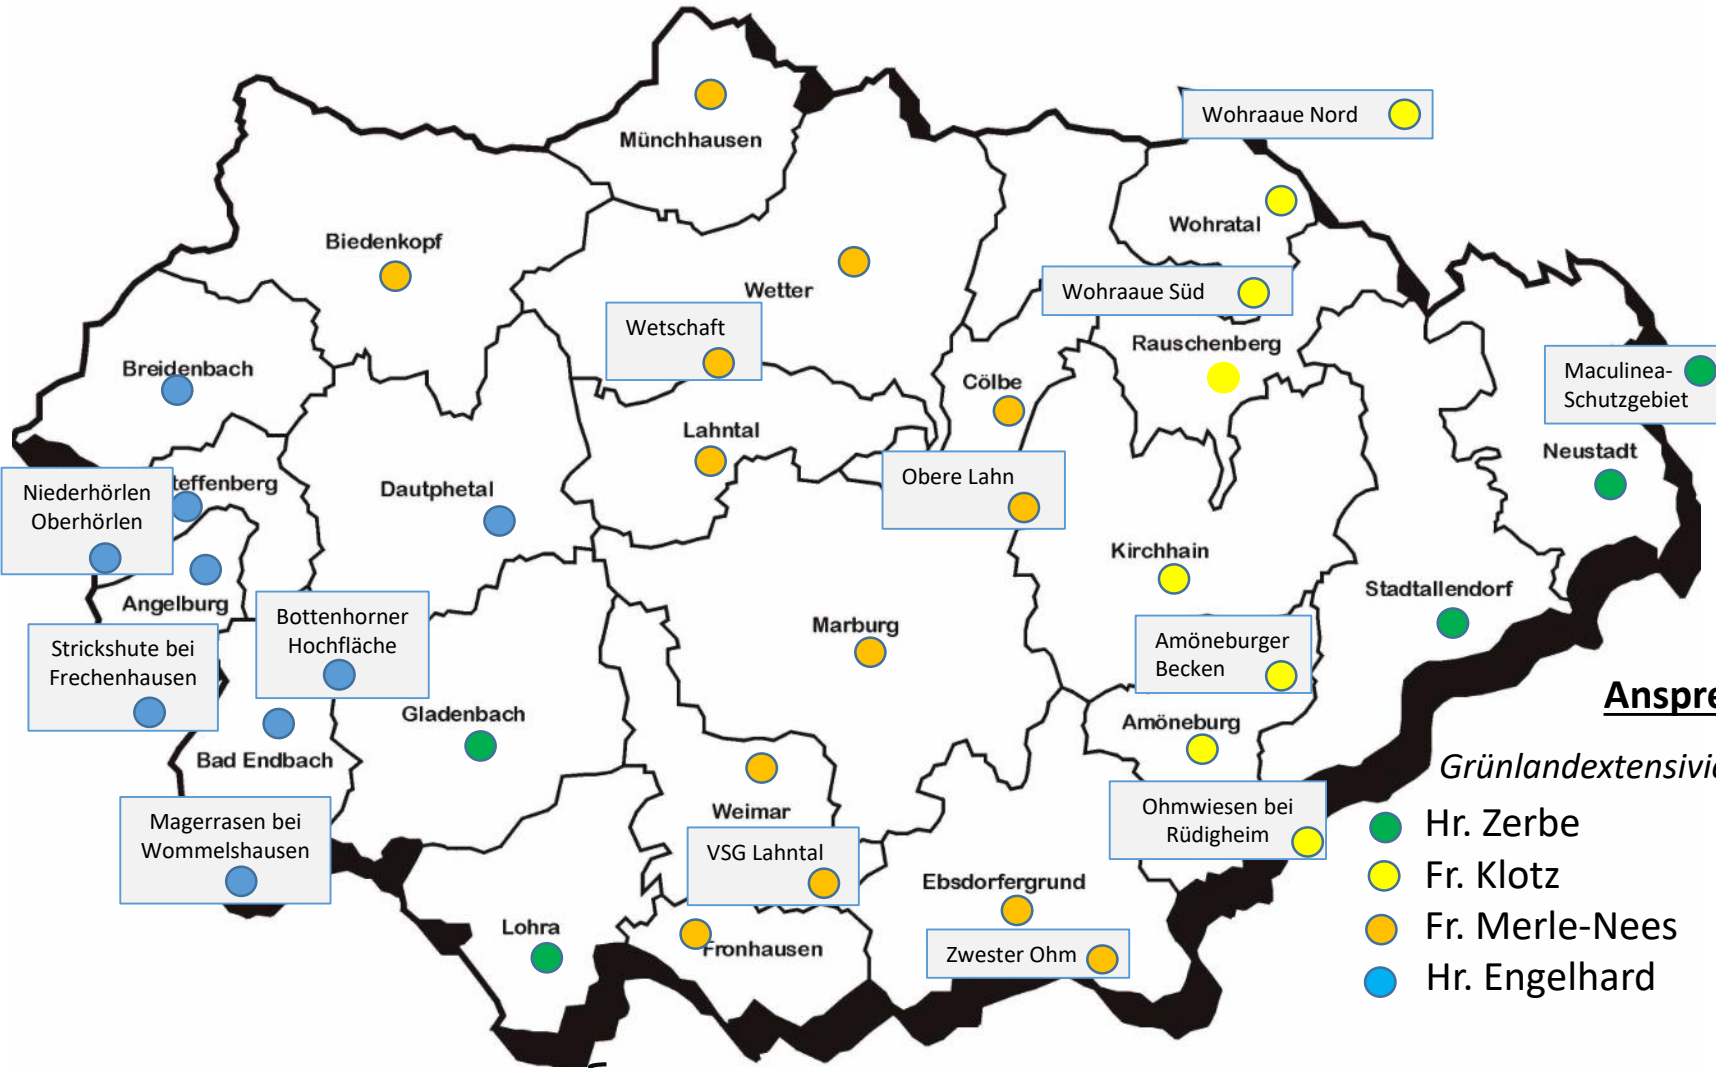 Münchhausen
Wohraaue Nord
Wohratal
Biedenkopf
Wetter
Wohraaue Süd
Wetschaft
Rauschenberg
Breidenbach
Cölbe
Maculinea-
Schutzgebiet
Lahntal
Neustadt
Obere Lahn
teffenberg
Dautphetal
Niederhörlen
Oberhörlen
Kirchhain
Stadtallendorf
Angelburg
Bottenhorner
Hochfläche
Marburg
Amöneburger
Becken
Strickshute bei
Frechenhausen
Anspre
Gladenbach
Amöneburg
Bad Endbach
Grünlandextensivie
Weimar
Ohmwiesen bei
Rüdigheim
Hr. Zerbe
Magerrasen bei
Wommelshausen
VSG Lahntal
Fr. Klotz
Ebsdorfergrund
Lohra
Fr. Merle-Nees
Fronhausen
Zwester Ohm
Hr. Engelhard